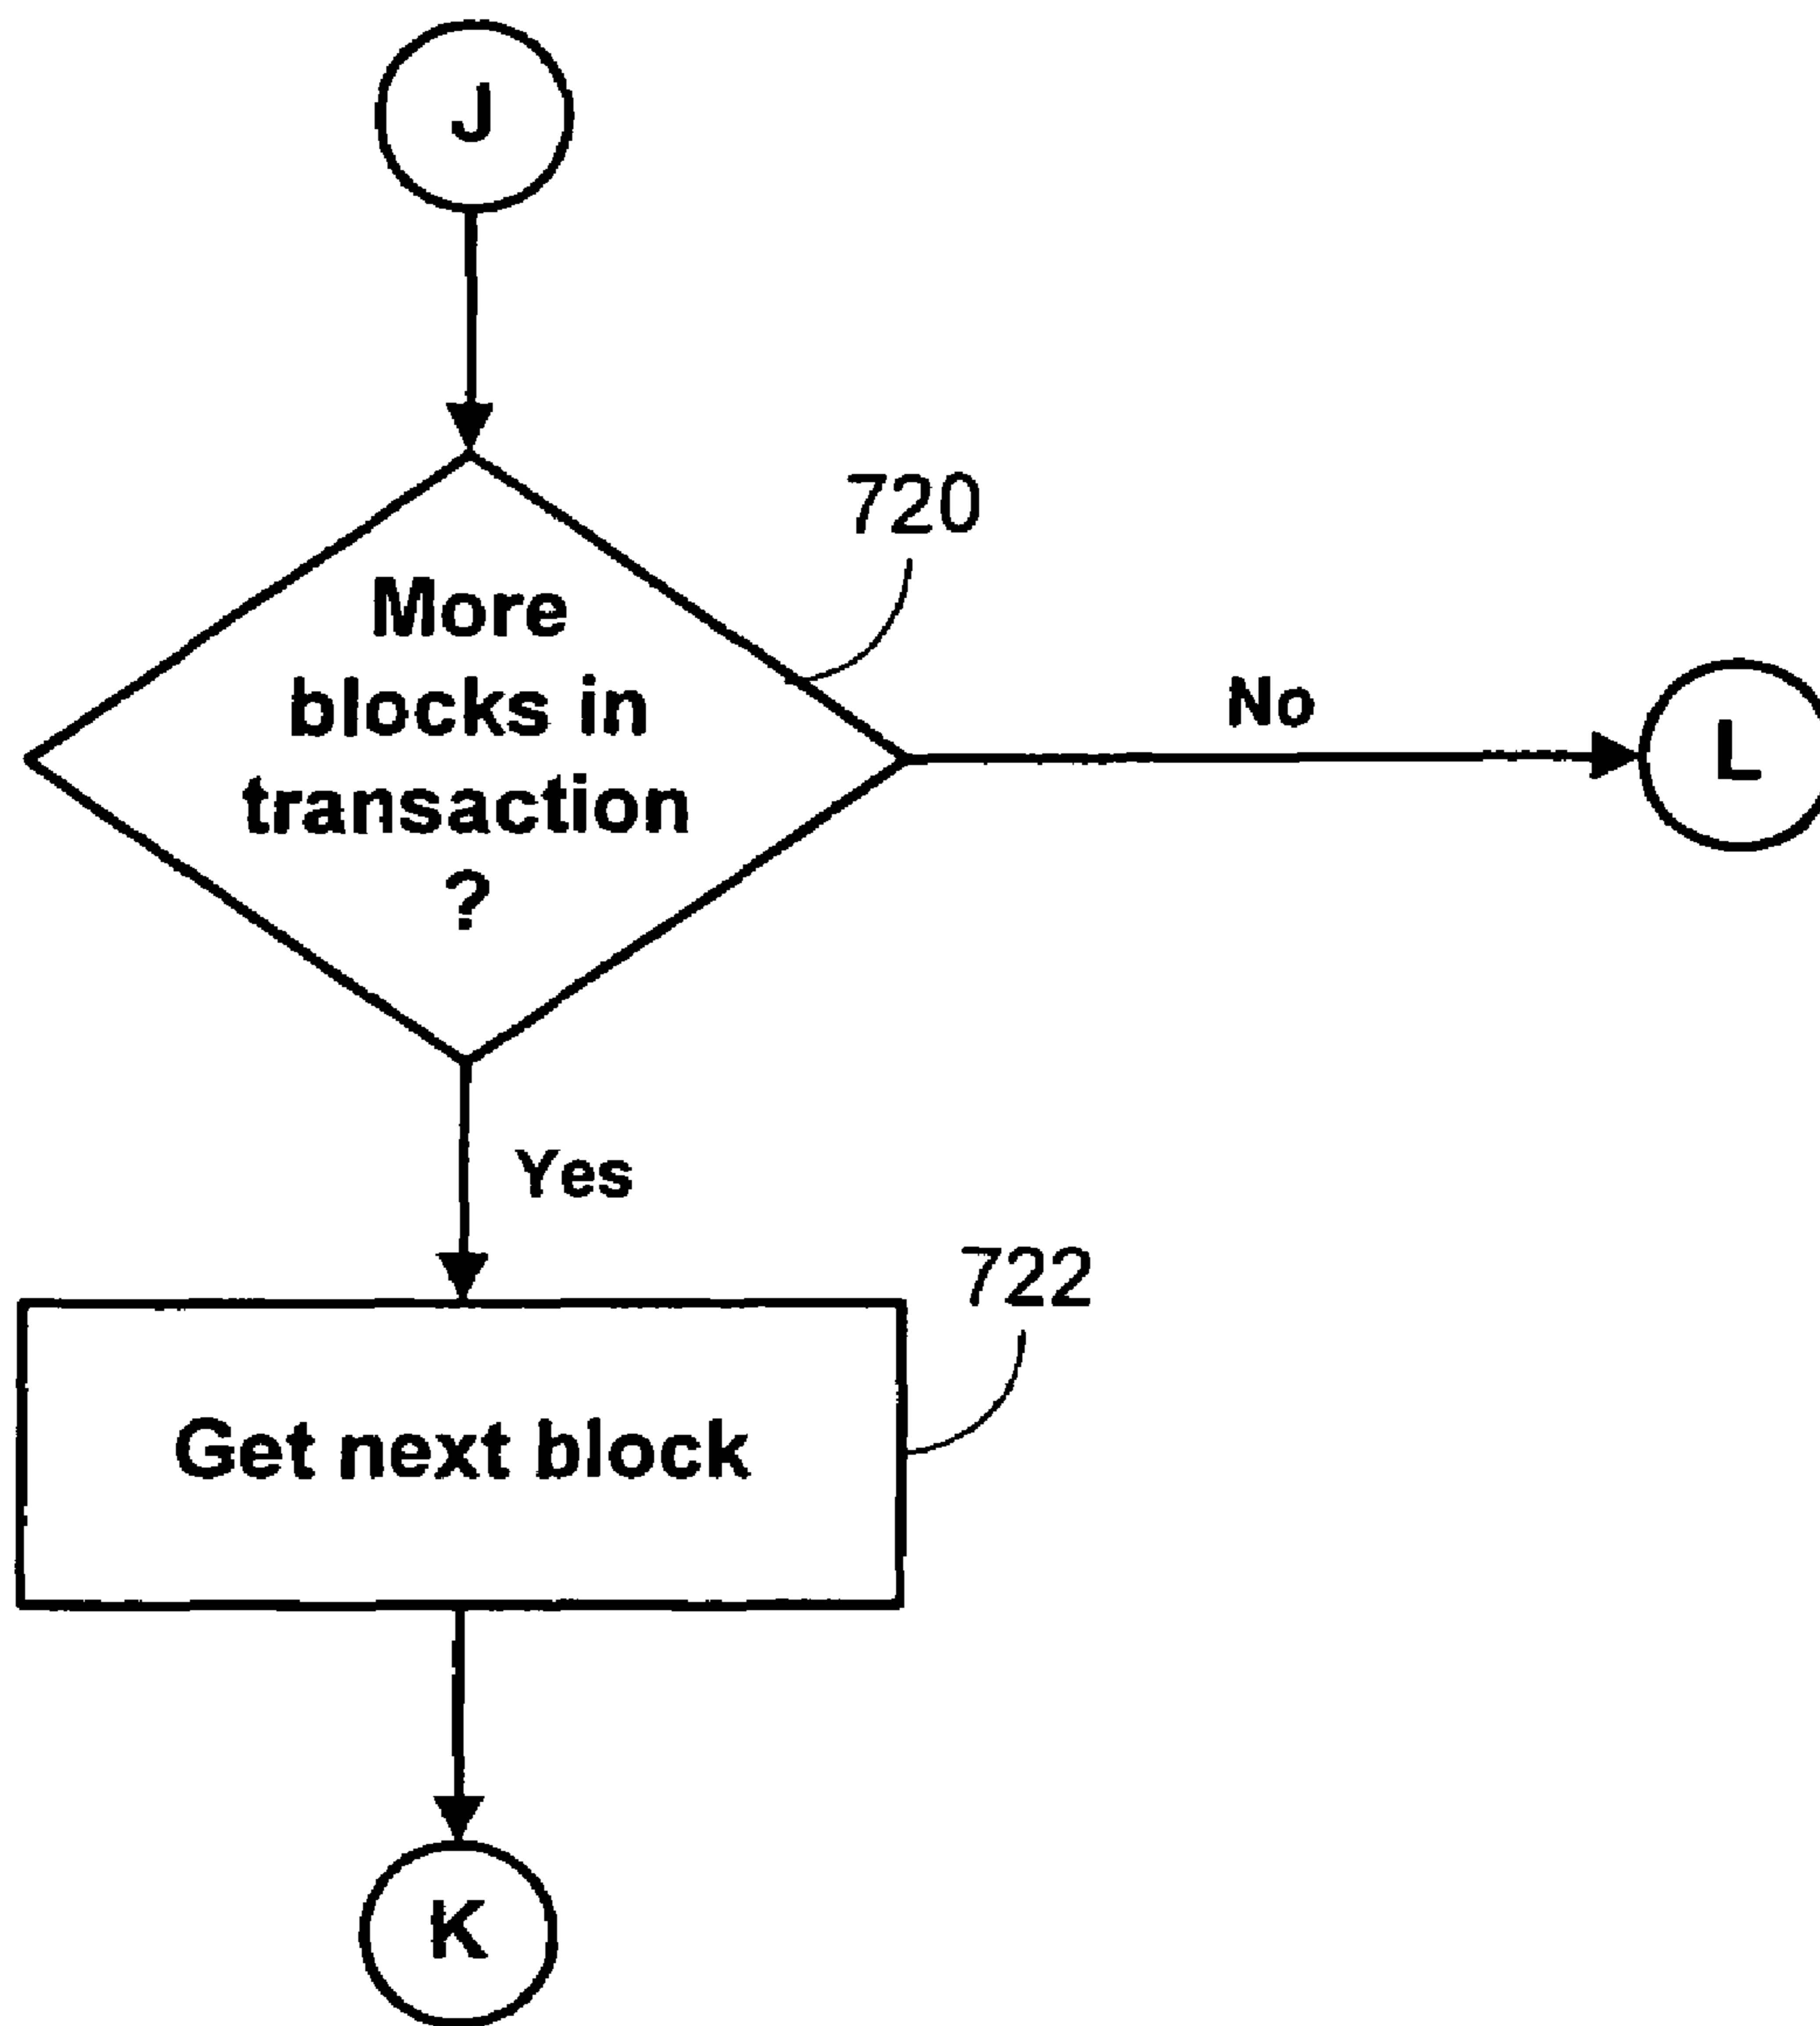 J
720
More
blocks in
transaction
?
No
L
Yes
722
Get next block
K